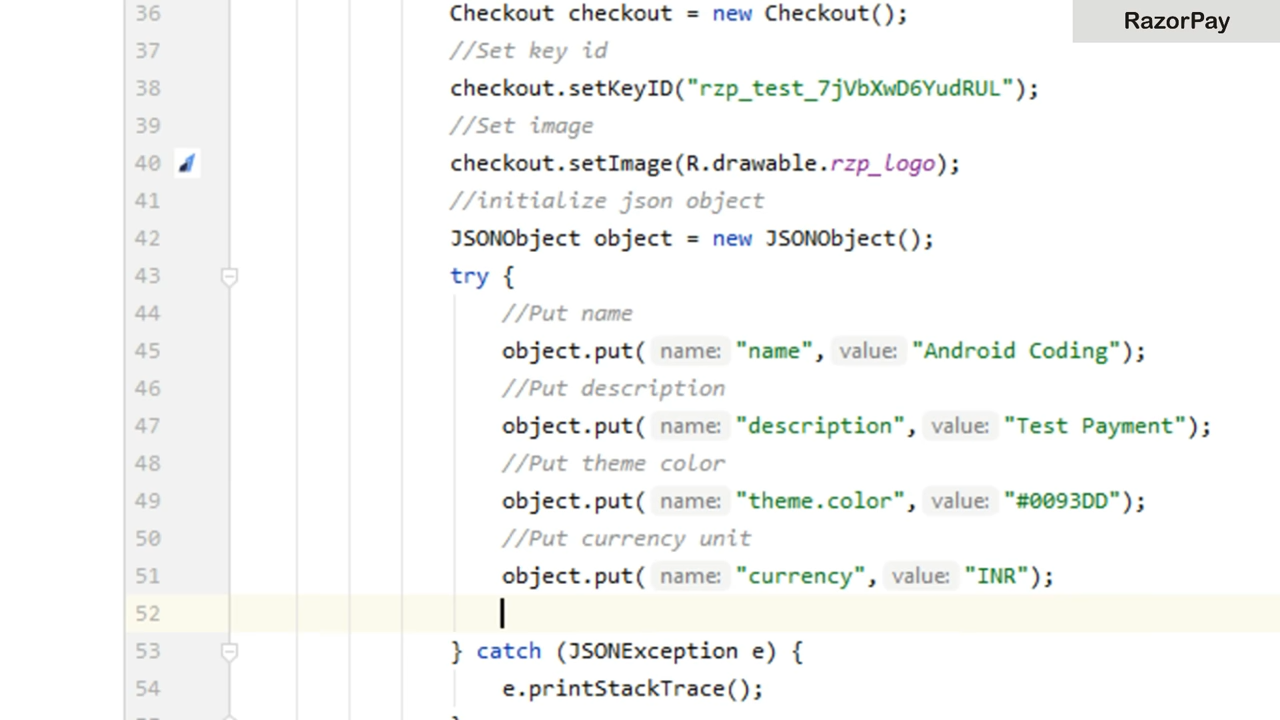 RazorPay
36 Checkout checkout = new Checkout();
37 //Set key id
38 checkout.setKeyID("rzp_test_7jVbXwD6YudRUL");
39 //Set image
40 checkout.setImage(R.drawable.rzp_logo);
41 //initialize json object
42 JSONObject object = new JSONObject();
43 try {
44 //Put name
45 object.put( name: "name", value: "Android Coding");
46 //Put description
47 object.put( name: "description", value: "Test Payment");
48 //Put theme color
49 object.put( name: "theme.color", value: "#0093DD");
50 //Put currency unit
51 object.put( name: "currency", value: "INR");
52
53 } catch (JSONException e) {
54 e.printStackTrace();